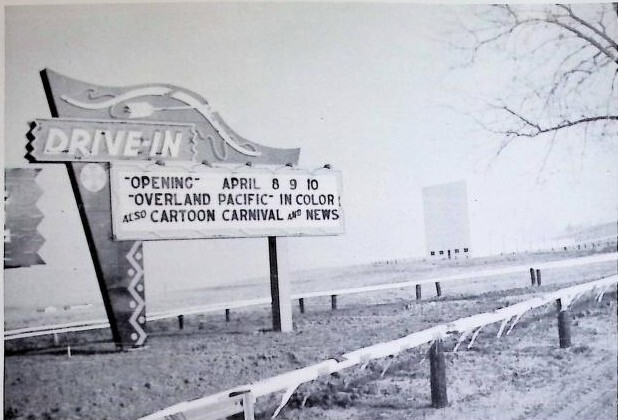 DRIVE-IN
"OPENING" APRIL 8 9 10
"OVERLAND PACIFIC" IN COLOR!
ALSO CARTOON CARNIVAL AND NEWS